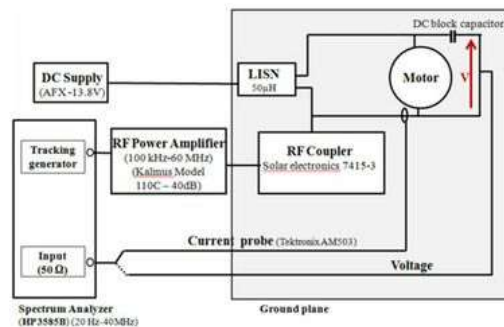 DC block capacitor
DC Supply
(AFX -13.8V)
LISN
50µH
Motor
V
Tracking
generator
RF Power Amplifier
(100 kHz-60 MHz)
(Kalmus Model
110C – 40dB)
RF Coupler
Solar electronics 7415-3
Input
(50 Ω)
Current probe (Tektronix AM503)
Voltage
Spectrum Analyzer
(HP3585B) (20 Hz-40MHz)
Ground plane